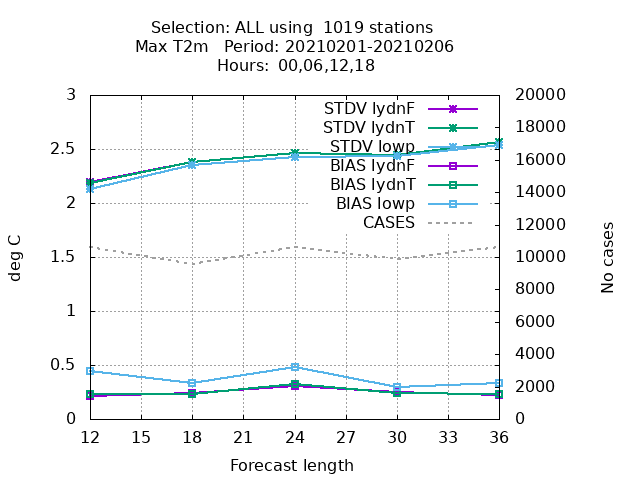 Selection: ALL using  1019 stations
Max T2m   Period: 20210201-20210206
Hours:  00,06,12,18
3
2.5
2
1.5
1
0.5
0
deg C
20000
18000
16000
14000
12000
10000
8000
6000
4000
2000
0
No cases
STDV lydnF
STDV lydnT
STDV lowp
BIAS lydnF
BIAS lydnT
BIAS lowp
CASES
12 15 18 21 24 27 30 33 36
Forecast length